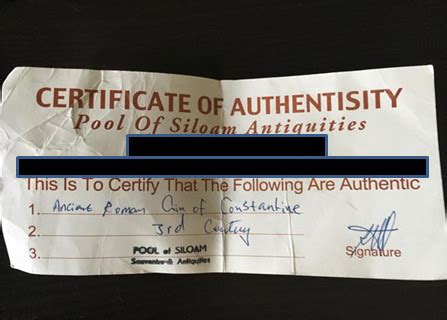 CERTIFICATE OF AUTHENTISITY
Pool Of Siloam Antiquities
This Is To Certify That The Following Are Authentic
1. Anciant Roman Coin of Constantine
2. 3rd Century
3.
POOL of SILOAM
Souvenirs & Antiquities
Signature